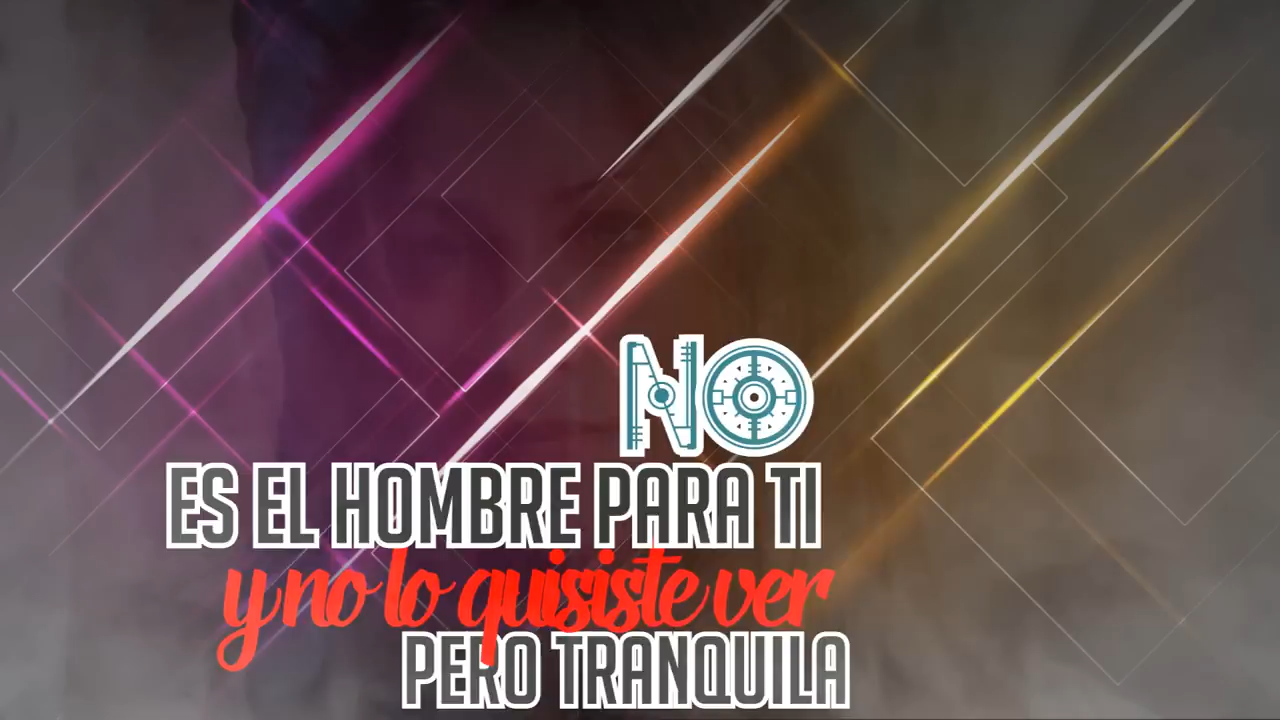 NO
ES EL HOMBRE PARA TI
y no lo quisiste ver
PERO TRANQUILA